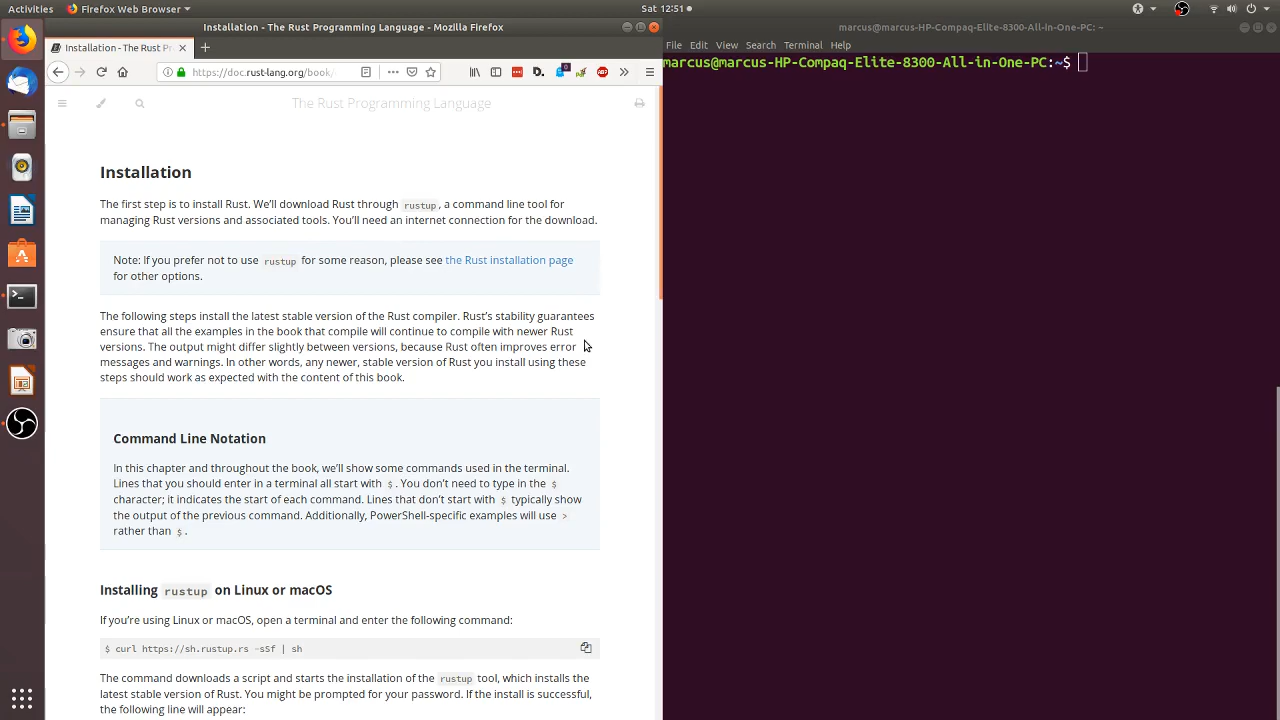 Activities
Firefox Web Browser
Sat 12:51
Installation - The Rust Programming Language - Mozilla Firefox
marcus@marcus-HP-Compaq-Elite-8300-All-in-One-PC: ~
Installation - The Rust Pr
File Edit View Search Terminal Help
https://doc.rust-lang.org/book
marcus@marcus-HP-Compaq-Elite-8300-All-in-One-PC:~$
The Rust Programming Language
Installation
The first step is to install Rust. We’ll download Rust through rustup, a command line tool for
managing Rust versions and associated tools. You’ll need an internet connection for the download.
Note: If you prefer not to use rustup for some reason, please see the Rust installation page
for other options.
The following steps install the latest stable version of the Rust compiler. Rust’s stability guarantees
ensure that all the examples in the book that compile will continue to compile with newer Rust
versions. The output might differ slightly between versions, because Rust often improves error
messages and warnings. In other words, any newer, stable version of Rust you install using these
steps should work as expected with the content of this book.
Command Line Notation
In this chapter and throughout the book, we’ll show some commands used in the terminal.
Lines that you should enter in a terminal all start with $. You don’t need to type in the $
character; it indicates the start of each command. Lines that don’t start with $ typically show
the output of the previous command. Additionally, PowerShell-specific examples will use >
rather than $.
Installing rustup on Linux or macOS
If you’re using Linux or macOS, open a terminal and enter the following command:
$ curl https://sh.rustup.rs -sSf | sh
The command downloads a script and starts the installation of the rustup tool, which installs the
latest stable version of Rust. You might be prompted for your password. If the install is successful,
the following line will appear: